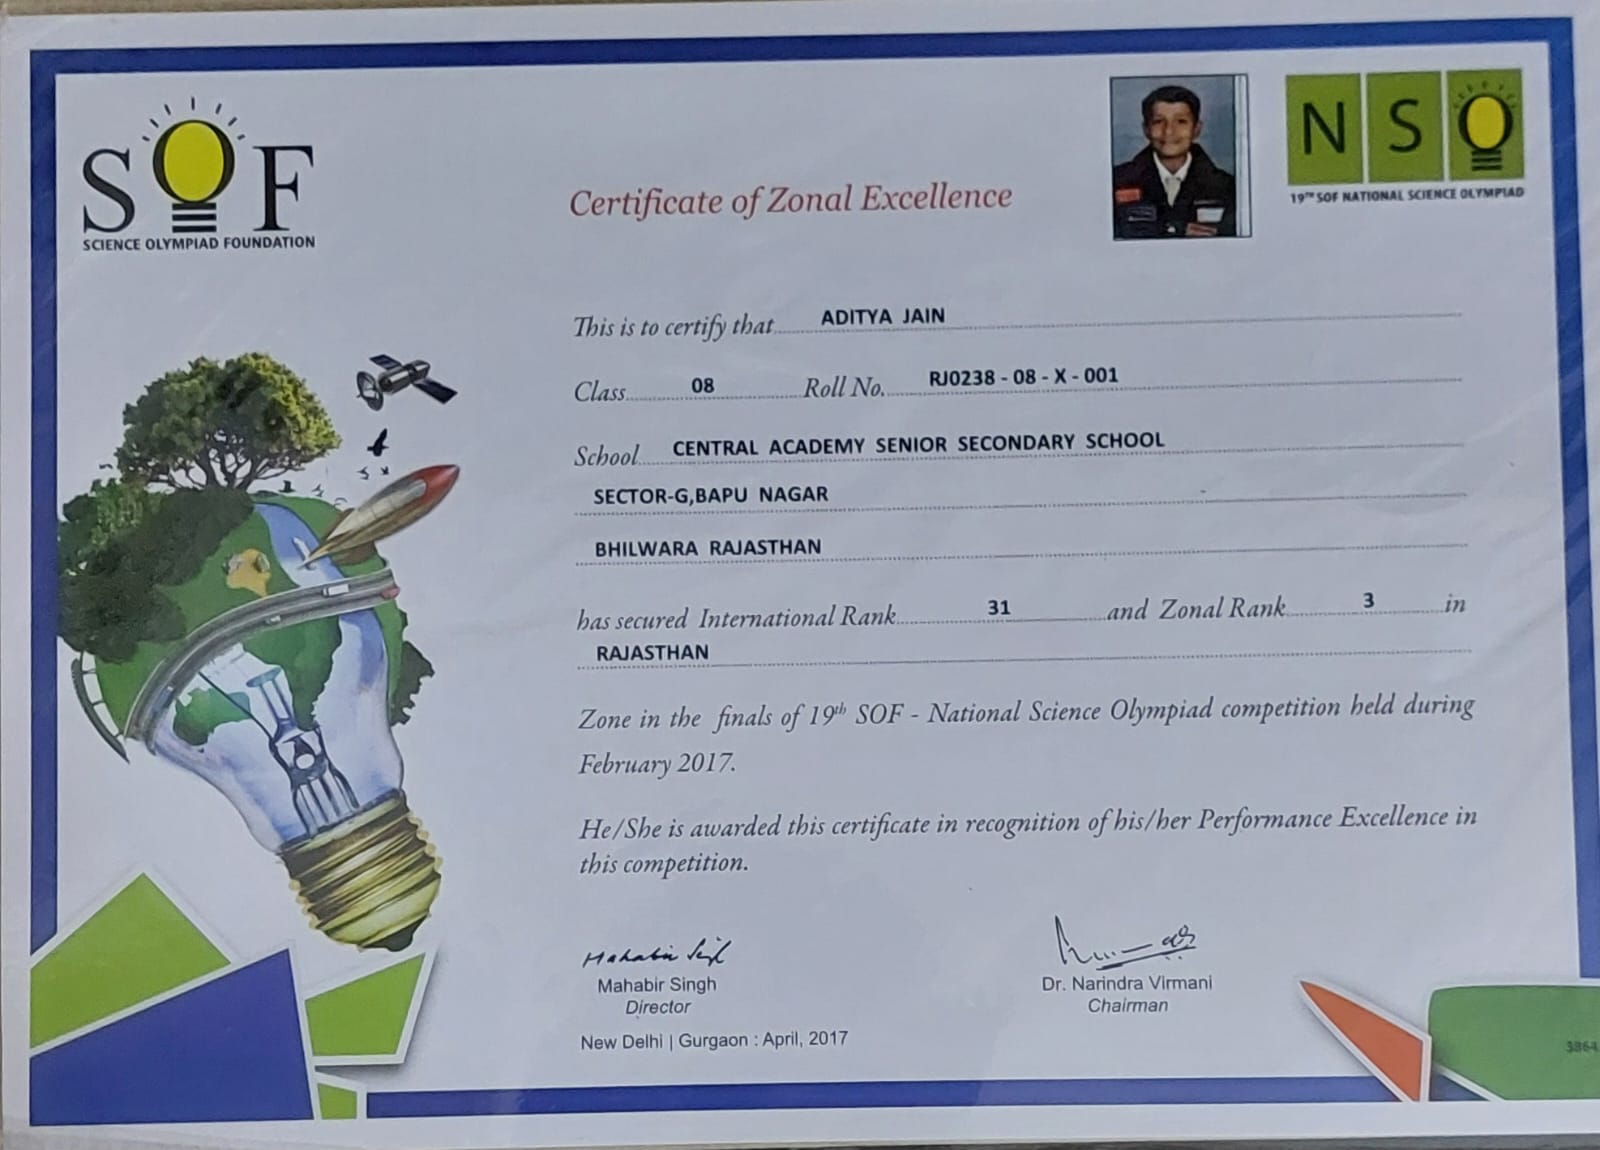 SOF
SCIENCE OLYMPIAD FOUNDATION
NSO
19TH SOF NATIONAL SCIENCE OLYMPIAD
Certificate of Zonal Excellence
This is to certify that ADITYA JAIN
Class 08 Roll No. RJ0238 - 08 - X - 001
School CENTRAL ACADEMY SENIOR SECONDARY SCHOOL
SECTOR-G,BAPU NAGAR
BHILWARA RAJASTHAN
has secured International Rank 31 and Zonal Rank 3 in
RAJASTHAN
Zone in the finals of 19th SOF - National Science Olympiad competition held during
February 2017.
He/She is awarded this certificate in recognition of his/her Performance Excellence in
this competition.
Mahabir Singh
Mahabir Singh
Director
Dr. Narindra Virmani
Chairman
New Delhi | Gurgaon : April, 2017